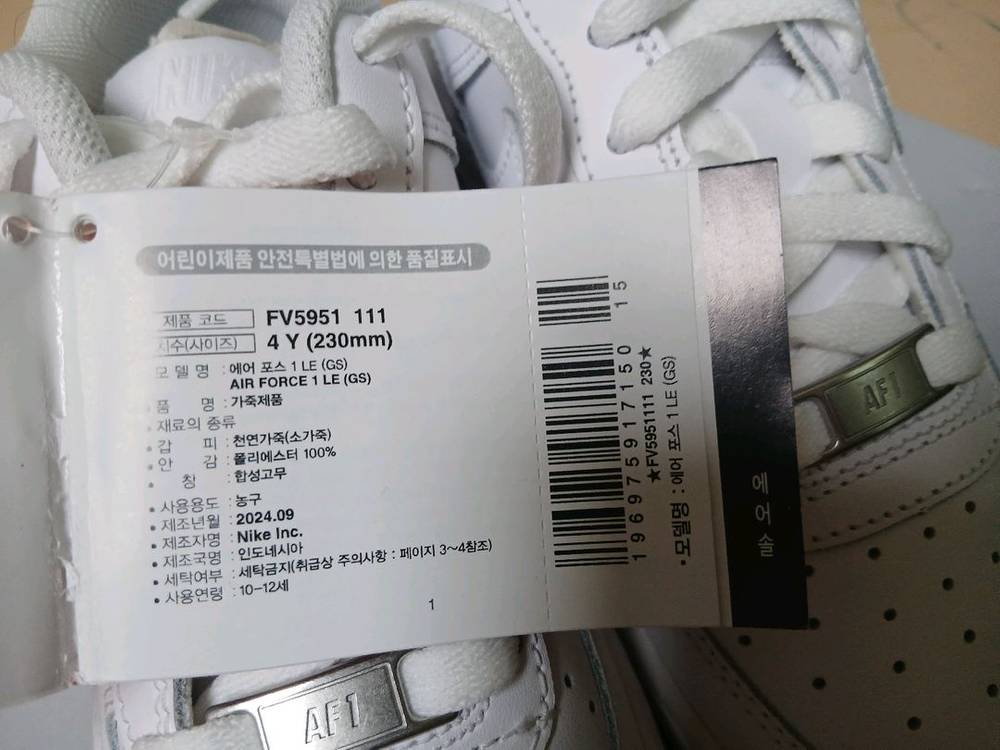 NIKE
어린이제품 안전특별법에 의한 품질표시
제품 코드 FV5951 111
치수(사이즈) 4 Y (230mm)
모 델 명 : 에어 포스 1 LE (GS)
AIR FORCE 1 LE (GS)
• 품 명 : 가죽제품
• 재료의 종류
• 갑 피 : 천연가죽(소가죽)
• 안 감 : 폴리에스터 100%
• 창 : 합성고무
• 사용용도 : 농구
• 제조년월 : 2024.09
• 제조자명 : Nike Inc.
• 제조국명 : 인도네시아
• 세탁여부 : 세탁금지(취급상 주의사항 : 페이지 3~4참조)
• 사용연령 : 10-12세
1
15
196975917150
★FV5951111 230★
• 모델명 : 에어 포스 1 LE (GS)
에어솔
AF1
AF1